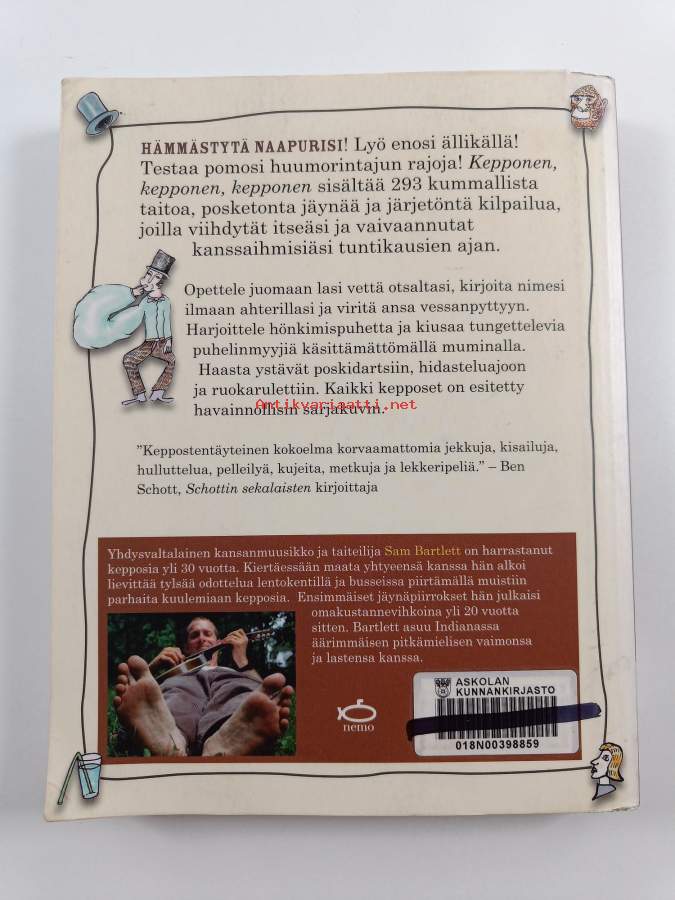 HÄMMÄSTYTÄ NAAPURISI! Lyö enosi ällikällä!
Testaa pomosi huumorintajun rajoja! Kepponen,
kepponen, kepponen sisältää 293 kummallista
taitoa, posketonta jäynää ja järjetöntä kilpailua,
joilla viihdytät itseäsi ja vaivaannutat
kanssaihmisiäsi tuntikausien ajan.
Opettele juomaan lasi vettä otsaltasi, kirjoita nimesi
ilmaan ahterillasi ja viritä ansa vessanpyttyyn.
Harjoittele hönkimispuhetta ja kiusaa tungettelevia
puhelinmyyjiä käsittämättömällä muminalla.
Haasta ystävät poskidartsiin, hidasteluajoon
ja ruokarulettiin. Kaikki kepposet on esitetty
Antikvariaatti.net
havainnollisin sarjakuvin.
"Keppostentäyteinen kokoelma korvaamattomia jekkuja, kisailuja,
hulluttelua, pelleilyä, kujeita, metkuja ja lekkeripeliä." – Ben
Schott, Schottin sekalaisten kirjoittaja
Yhdysvaltalainen kansanmuusikko ja taiteilija Sam Bartlett on harrastanut
kepposia yli 30 vuotta. Kiertäessään maata yhtyeensä kanssa hän alkoi
lievittää tylsää odottelua lentokentillä ja busseissa piirtämällä muistiin
parhaita kuulemiaan kepposia. Ensimmäiset jäynäpiirrokset hän julkaisi
omakustannevihkoina yli 20 vuotta
sitten. Bartlett asuu Indianassa
äärimmäisen pitkämielisen vaimonsa
ja lastensa kanssa.
nemo
ASKOLAN
KUNNANKIRJASTO
018N00398859